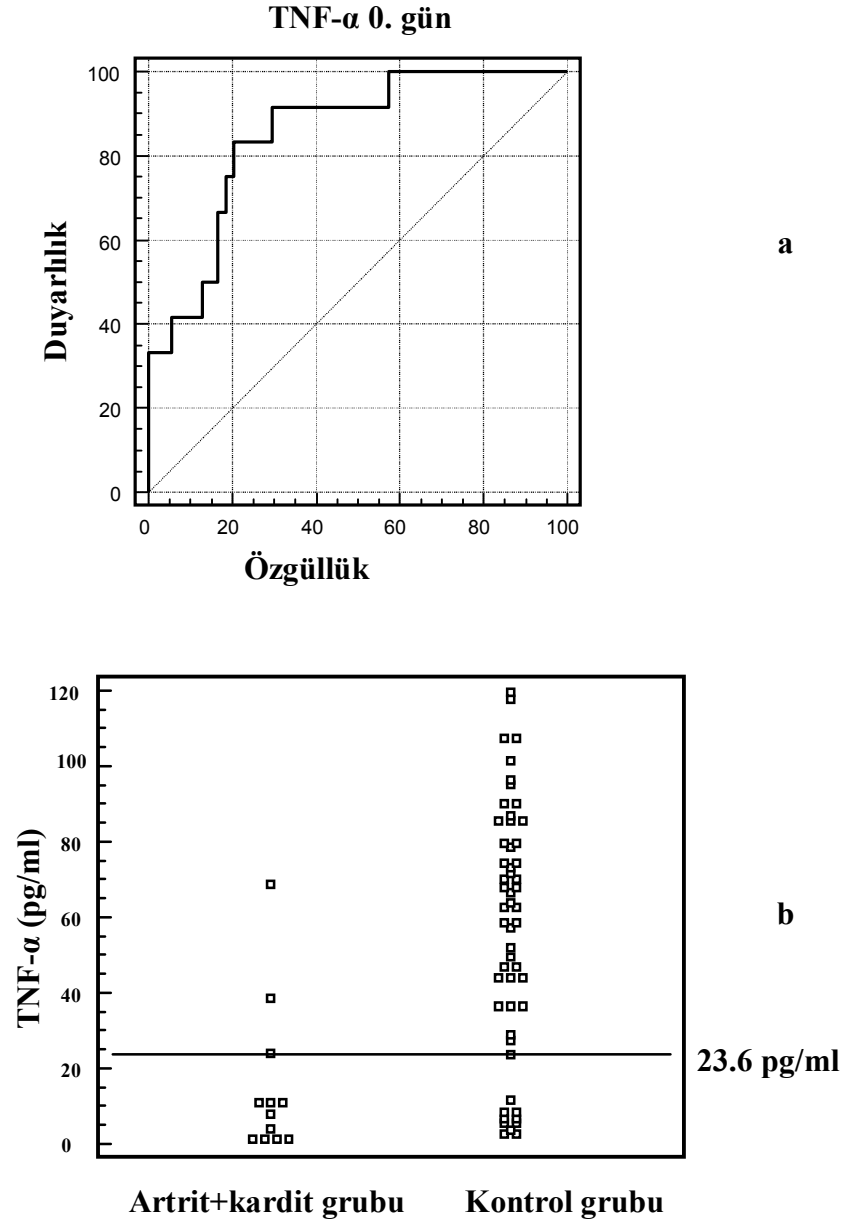 TNF-α 0. gün
100
80
60
40
20
0
Duyarlılık
0 20 40 60 80 100
Özgüllük
a
120
100
80
60
40
20
0
TNF-α (pg/ml)
b
23.6 pg/ml
Artrit+kardit grubu Kontrol grubu